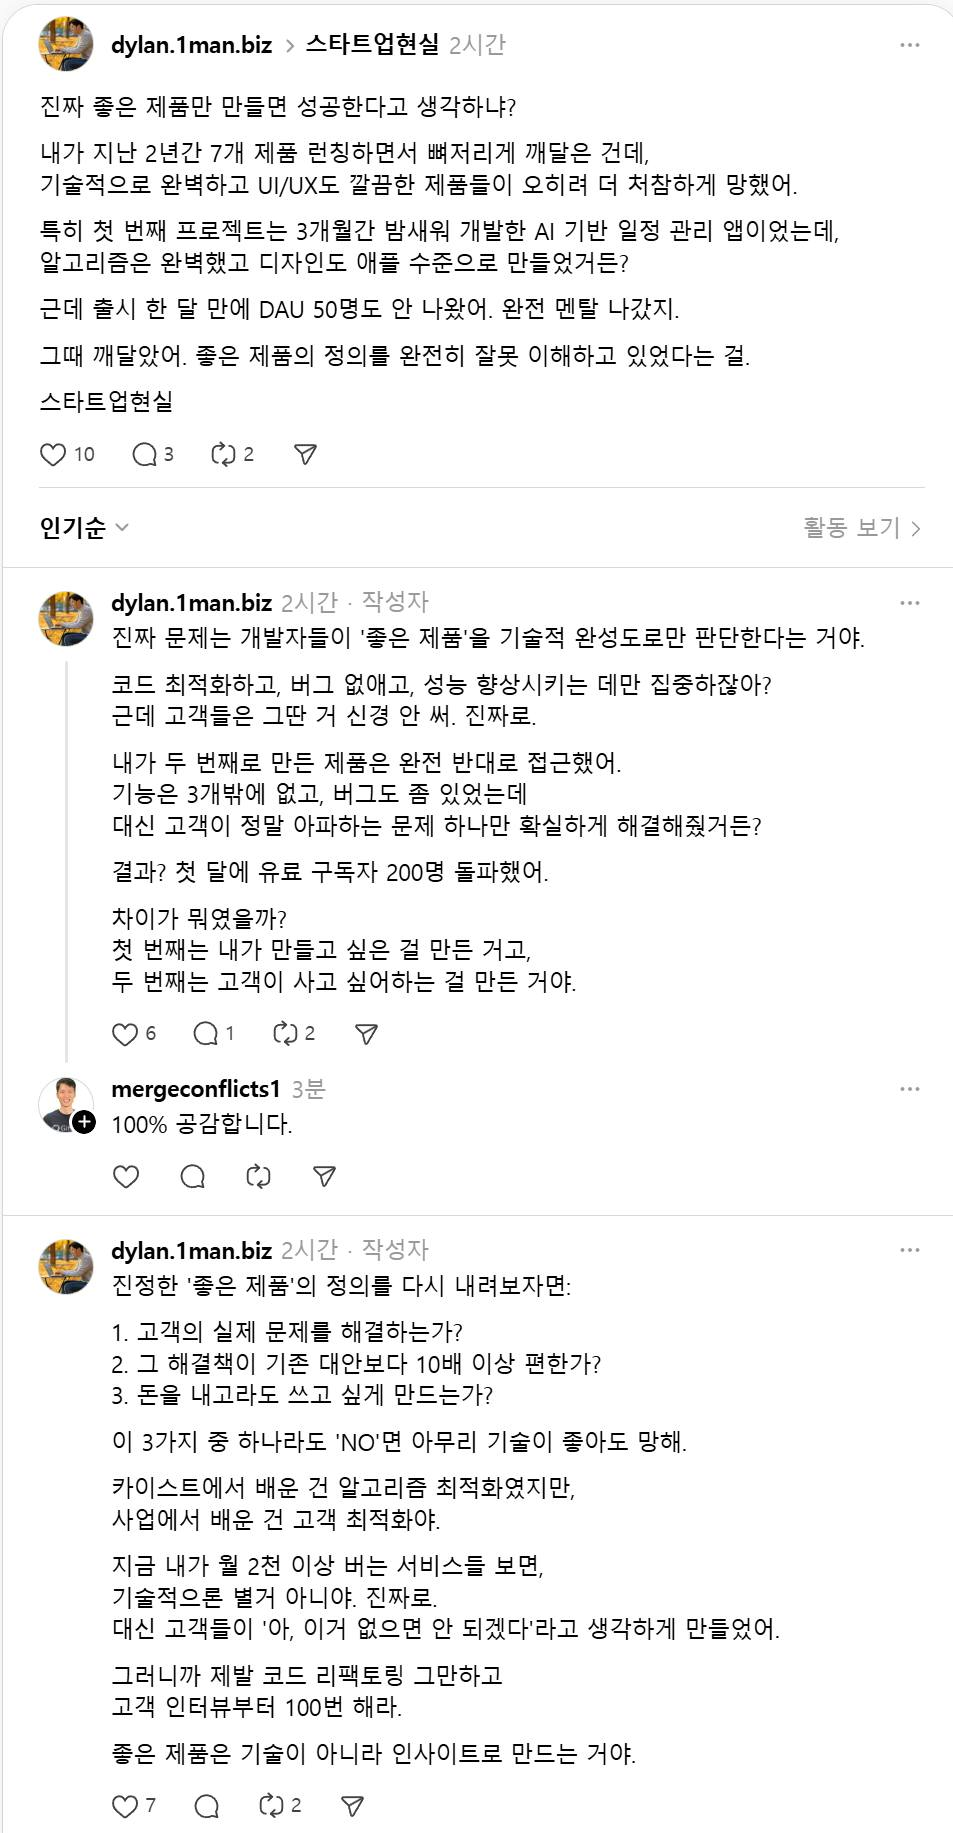 dylan.1man.biz > 스타트업현실 2시간
진짜 좋은 제품만 만들면 성공한다고 생각하냐?
내가 지난 2년간 7개 제품 런칭하면서 뼈저리게 깨달은 건데,
기술적으로 완벽하고 UI/UX도 깔끔한 제품들이 오히려 더 처참하게 망했어.
특히 첫 번째 프로젝트는 3개월간 밤새워 개발한 AI 기반 일정 관리 앱이었는데,
알고리즘은 완벽했고 디자인도 애플 수준으로 만들었거든?
근데 출시 한 달 만에 DAU 50명도 안 나왔어. 완전 멘탈 나갔지.
그때 깨달았어. 좋은 제품의 정의를 완전히 잘못 이해하고 있었다는 걸.
스타트업현실
10 3 2
인기순 활동 보기 >
dylan.1man.biz 2시간 · 작성자
진짜 문제는 개발자들이 '좋은 제품'을 기술적 완성도로만 판단한다는 거야.
코드 최적화하고, 버그 없애고, 성능 향상시키는 데만 집중하잖아?
근데 고객들은 그딴 거 신경 안 써. 진짜로.
내가 두 번째로 만든 제품은 완전 반대로 접근했어.
기능은 3개밖에 없고, 버그도 좀 있었는데
대신 고객이 정말 아파하는 문제 하나만 확실하게 해결해줬거든?
결과? 첫 달에 유료 구독자 200명 돌파했어.
차이가 뭐였을까?
첫 번째는 내가 만들고 싶은 걸 만든 거고,
두 번째는 고객이 사고 싶어하는 걸 만든 거야.
6 1 2
mergeconflicts1 3분
100% 공감합니다.
dylan.1man.biz 2시간 · 작성자
진정한 '좋은 제품'의 정의를 다시 내려보자면:
1. 고객의 실제 문제를 해결하는가?
2. 그 해결책이 기존 대안보다 10배 이상 편한가?
3. 돈을 내고라도 쓰고 싶게 만드는가?
이 3가지 중 하나라도 'NO'면 아무리 기술이 좋아도 망해.
카이스트에서 배운 건 알고리즘 최적화였지만,
사업에서 배운 건 고객 최적화야.
지금 내가 월 2천 이상 버는 서비스들 보면,
기술적으론 별거 아니야. 진짜로.
대신 고객들이 '아, 이거 없으면 안 되겠다'라고 생각하게 만들었어.
그러니까 제발 코드 리팩토링 그만하고
고객 인터뷰부터 100번 해라.
좋은 제품은 기술이 아니라 인사이트로 만드는 거야.
7 2